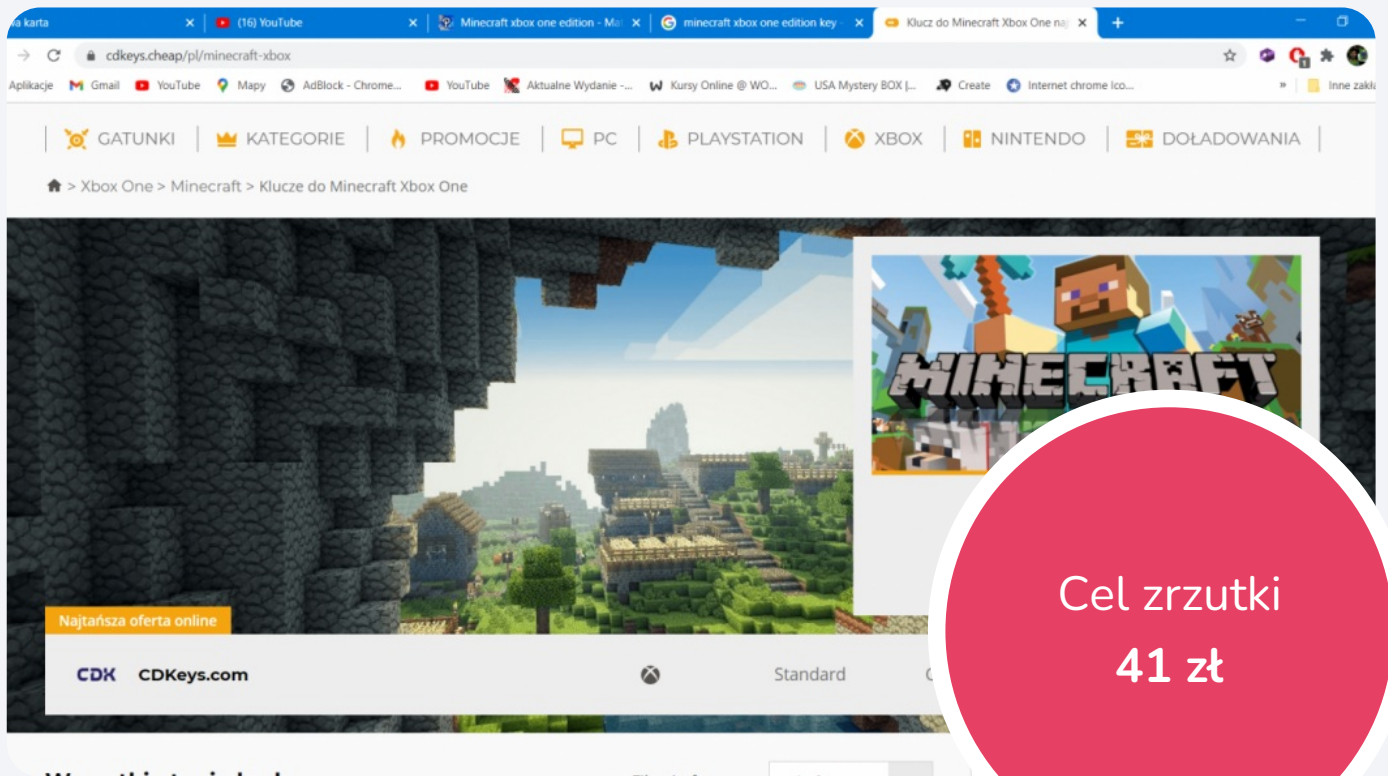 a karta
(16) YouTube
Minecraft xbox one edition - Ma
minecraft xbox one edition key -
Klucz do Minecraft Xbox One naj
cdkeys.cheap/pl/minecraft-xbox
Aplikacje Gmail YouTube Mapy AdBlock - Chrome... YouTube Aktualne Wydanie -... Kursy Online @ WO... USA Mystery BOX |... Create Internet chrome Ico... » Inne zakła
GATUNKI KATEGORIE PROMOCJE PC PLAYSTATION XBOX NINTENDO DOŁADOWANIA
> Xbox One > Minecraft > Klucze do Minecraft Xbox One
MINECRAFT
Cel zrzutki
41 zł
Najtańsza oferta online
CDK CDKeys.com Standard